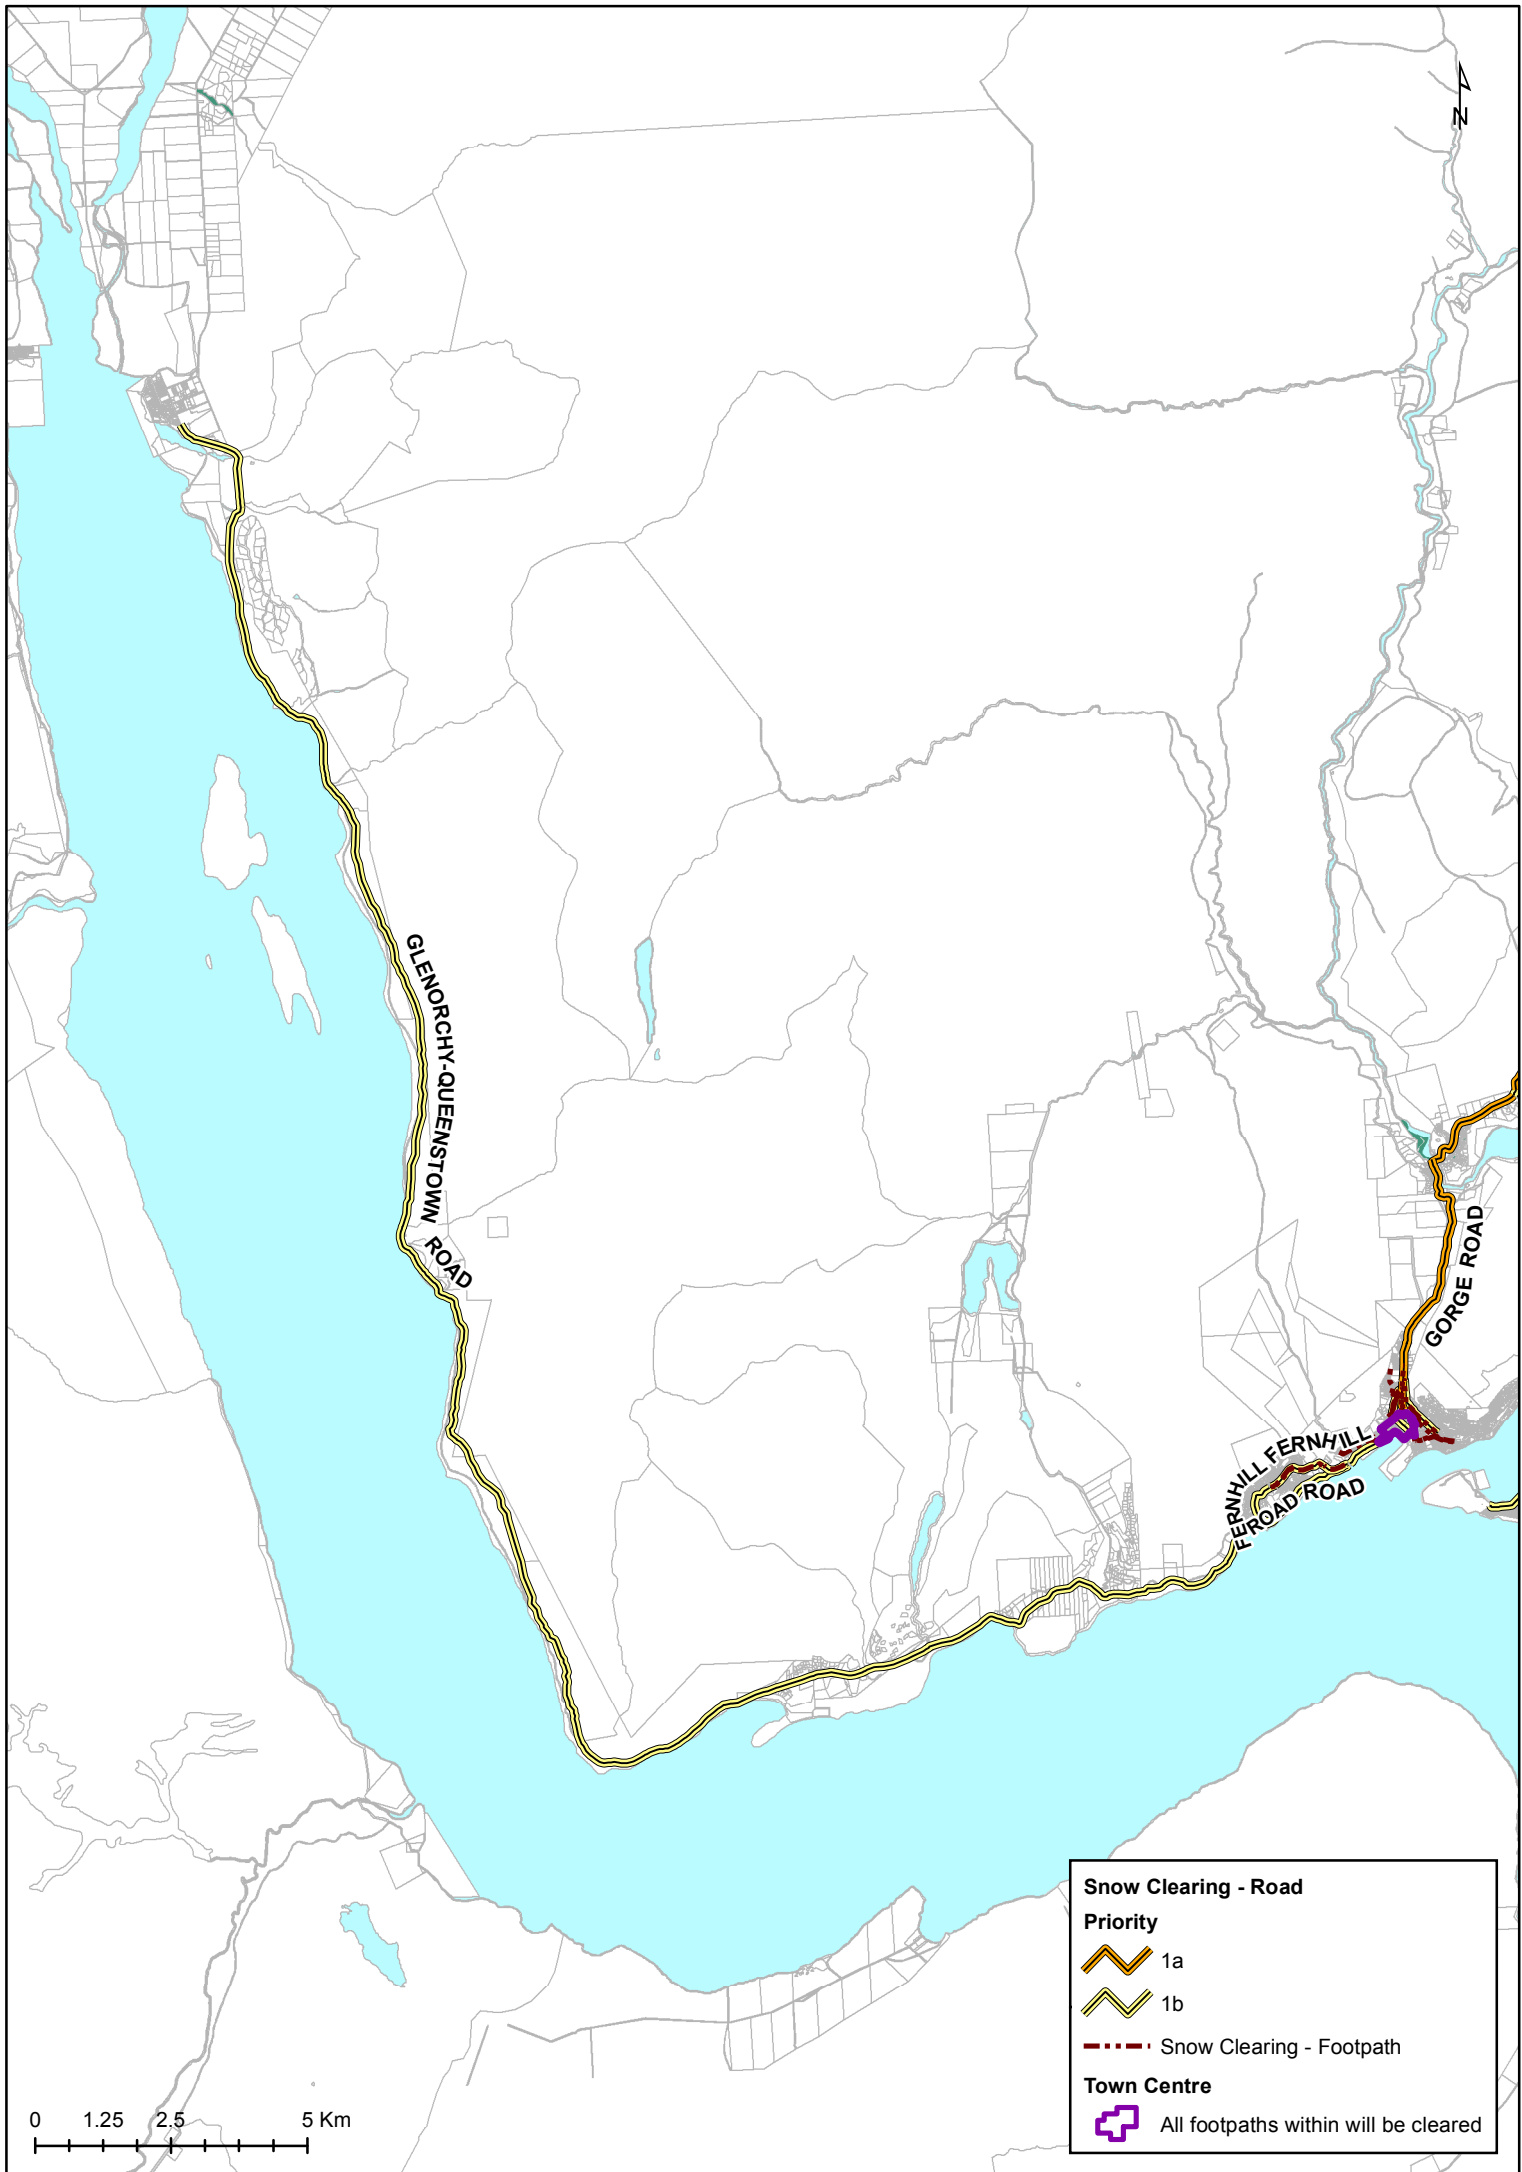 N
GLENORCHY-QUEENSTOWN ROAD
GORGE ROAD
FERNHILL ROAD
FERNHILL ROAD
Snow Clearing - Road
Priority
1a
1b
Snow Clearing - Footpath
Town Centre
All footpaths within will be cleared
0 1.25 2.5 5 Km